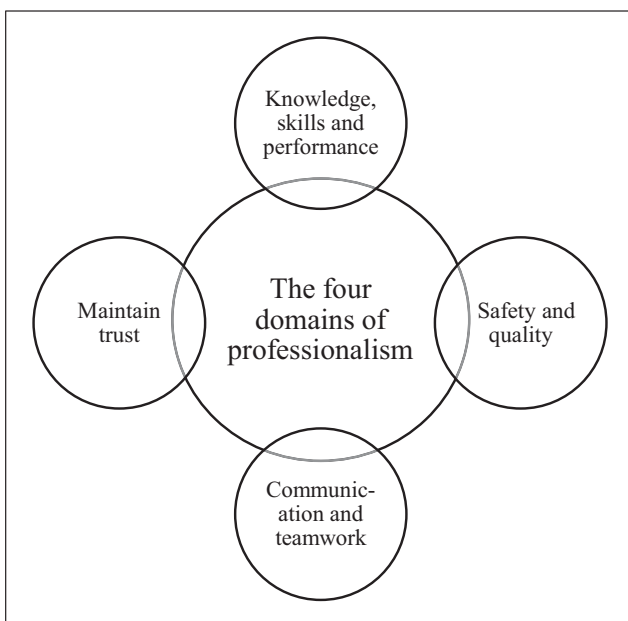 Knowledge,
skills and
performance
The four
domains of
professionalism
Maintain
trust
Safety and
quality
Communic-
ation and
teamwork